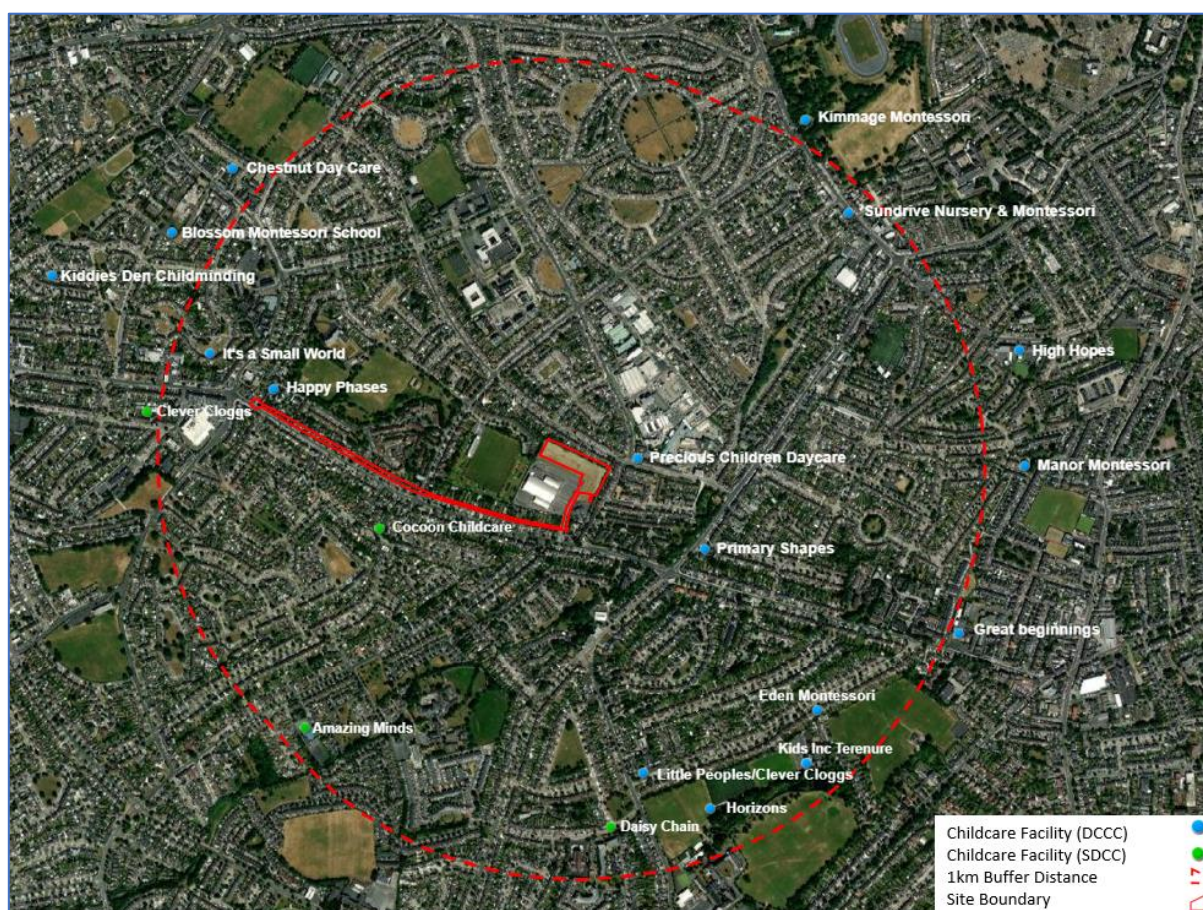 Kimmage Montessori
Chestnut Day Care
Sundrive Nursery & Montessori
Blossom Montessori School
Kiddies Den Childminding
It's a Small World
High Hopes
Happy Phases
Clever Cloggs
Precious Children Daycare
Manor Montessori
Cocoon Childcare
Primary Shapes
Great beginnings
Eden Montessori
Amazing Minds
Kids Inc Terenure
Little Peoples/Clever Cloggs
Horizons
Daisy Chain
Childcare Facility (DCCC)
Childcare Facility (SDCC)
1km Buffer Distance
Site Boundary